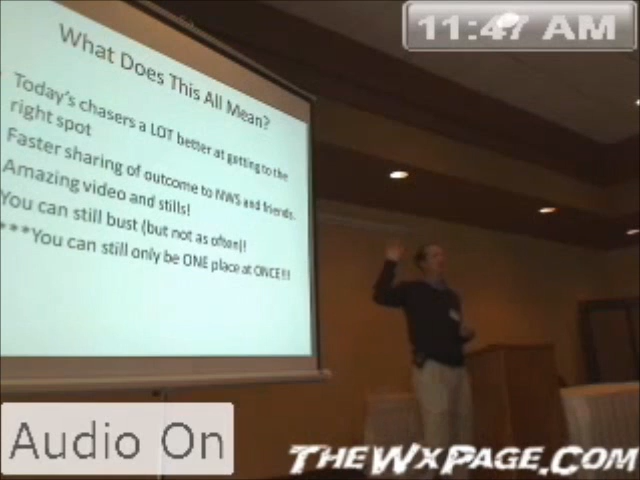 11:47 AM
What Does This All Mean?
Today's chasers a LOT better at getting to the
right spot
Faster sharing of outcome to NWS and friends.
Amazing video and stills!
You can still bust (but not as often)!
***You can still only be ONE place at ONCE!!!
Audio On
THEWXPAGE.COM